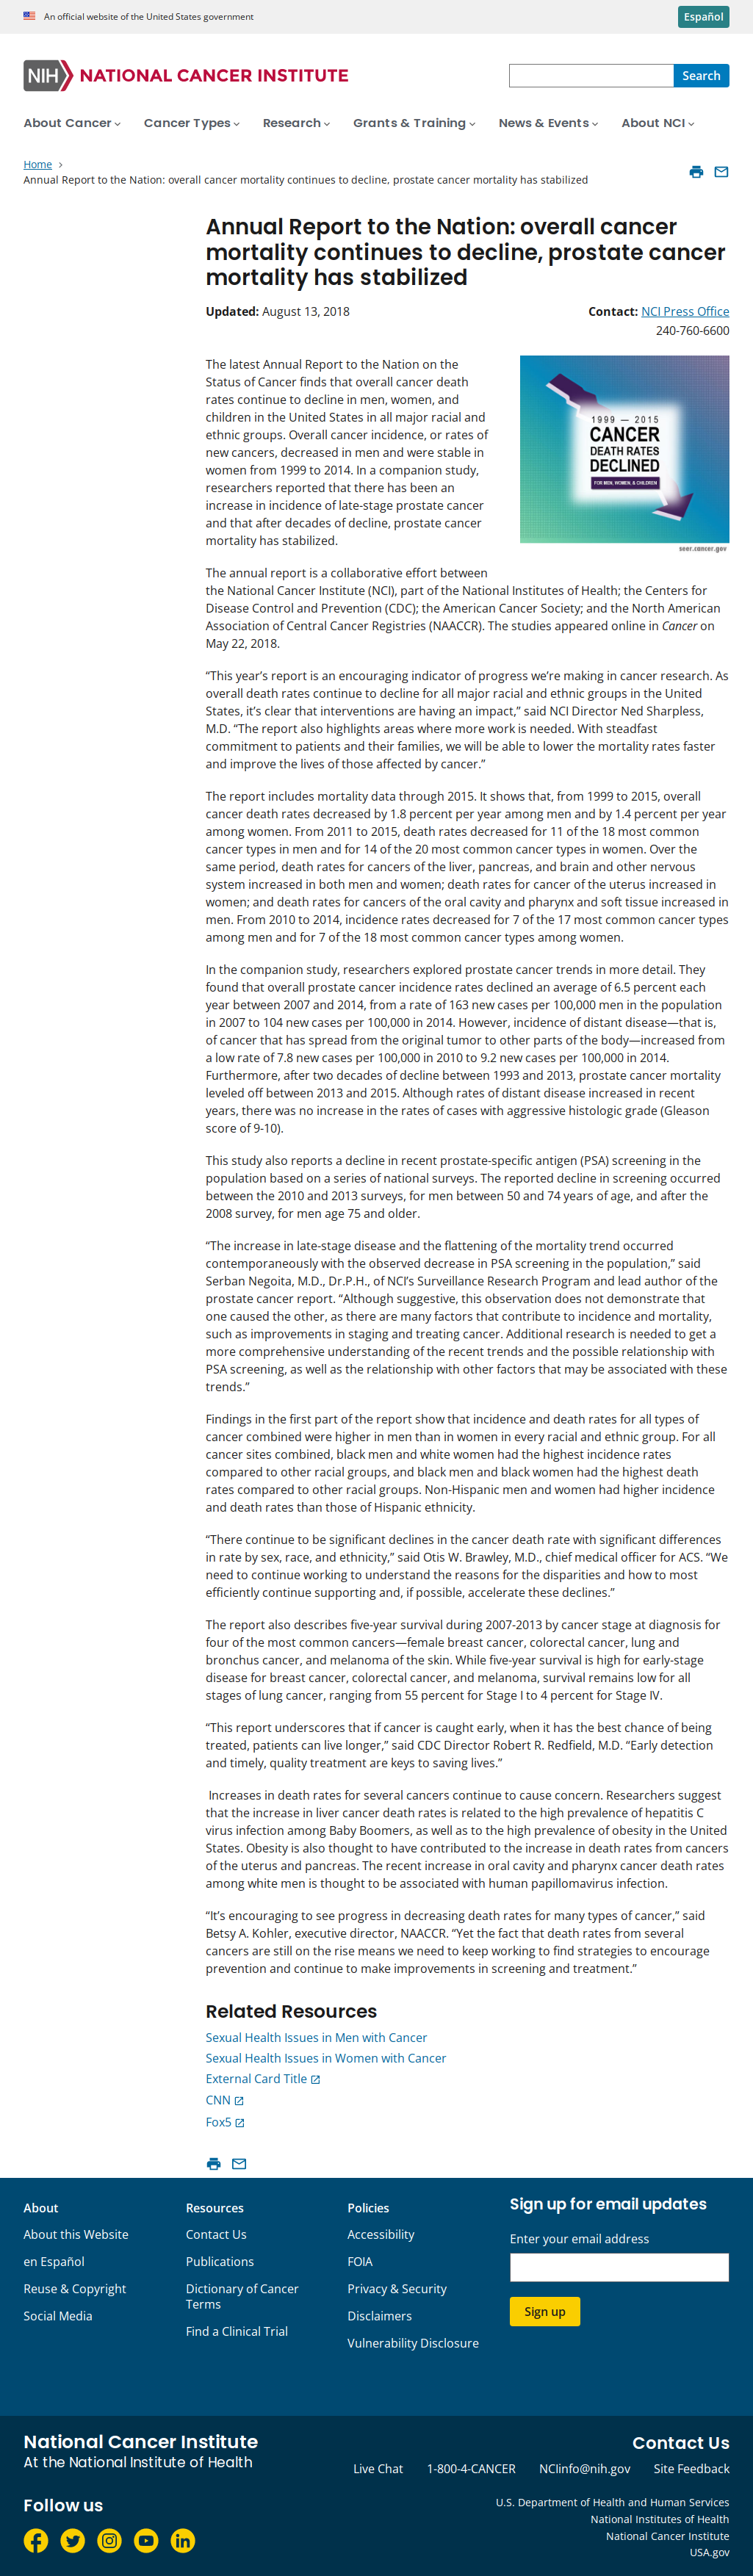 An official website of the United States government
Español
NIH NATIONAL CANCER INSTITUTE
Search
About Cancer
Cancer Types
Research
Grants & Training
News & Events
About NCI
Home
Annual Report to the Nation: overall cancer mortality continues to decline, prostate cancer mortality has stabilized
Annual Report to the Nation: overall cancer
mortality continues to decline, prostate cancer
mortality has stabilized
Updated: August 13, 2018
Contact: NCI Press Office
240-760-6600
The latest Annual Report to the Nation on the
Status of Cancer finds that overall cancer death
rates continue to decline in men, women, and
children in the United States in all major racial and
ethnic groups. Overall cancer incidence, or rates of
new cancers, decreased in men and were stable in
women from 1999 to 2014. In a companion study,
researchers reported that there has been an
increase in incidence of late-stage prostate cancer
and that after decades of decline, prostate cancer
mortality has stabilized.
1999 — 2015
CANCER
DEATH RATES
DECLINED
FOR MEN, WOMEN, & CHILDREN
seer.cancer.gov
The annual report is a collaborative effort between
the National Cancer Institute (NCI), part of the National Institutes of Health; the Centers for
Disease Control and Prevention (CDC); the American Cancer Society; and the North American
Association of Central Cancer Registries (NAACCR). The studies appeared online in Cancer on
May 22, 2018.
“This year’s report is an encouraging indicator of progress we’re making in cancer research. As
overall death rates continue to decline for all major racial and ethnic groups in the United
States, it’s clear that interventions are having an impact,” said NCI Director Ned Sharpless,
M.D. “The report also highlights areas where more work is needed. With steadfast
commitment to patients and their families, we will be able to lower the mortality rates faster
and improve the lives of those affected by cancer.”
The report includes mortality data through 2015. It shows that, from 1999 to 2015, overall
cancer death rates decreased by 1.8 percent per year among men and by 1.4 percent per year
among women. From 2011 to 2015, death rates decreased for 11 of the 18 most common
cancer types in men and for 14 of the 20 most common cancer types in women. Over the
same period, death rates for cancers of the liver, pancreas, and brain and other nervous
system increased in both men and women; death rates for cancer of the uterus increased in
women; and death rates for cancers of the oral cavity and pharynx and soft tissue increased in
men. From 2010 to 2014, incidence rates decreased for 7 of the 17 most common cancer types
among men and for 7 of the 18 most common cancer types among women.
In the companion study, researchers explored prostate cancer trends in more detail. They
found that overall prostate cancer incidence rates declined an average of 6.5 percent each
year between 2007 and 2014, from a rate of 163 new cases per 100,000 men in the population
in 2007 to 104 new cases per 100,000 in 2014. However, incidence of distant disease—that is,
of cancer that has spread from the original tumor to other parts of the body—increased from
a low rate of 7.8 new cases per 100,000 in 2010 to 9.2 new cases per 100,000 in 2014.
Furthermore, after two decades of decline between 1993 and 2013, prostate cancer mortality
leveled off between 2013 and 2015. Although rates of distant disease increased in recent
years, there was no increase in the rates of cases with aggressive histologic grade (Gleason
score of 9-10).
This study also reports a decline in recent prostate-specific antigen (PSA) screening in the
population based on a series of national surveys. The reported decline in screening occurred
between the 2010 and 2013 surveys, for men between 50 and 74 years of age, and after the
2008 survey, for men age 75 and older.
“The increase in late-stage disease and the flattening of the mortality trend occurred
contemporaneously with the observed decrease in PSA screening in the population,” said
Serban Negoita, M.D., Dr.P.H., of NCI’s Surveillance Research Program and lead author of the
prostate cancer report. “Although suggestive, this observation does not demonstrate that
one caused the other, as there are many factors that contribute to incidence and mortality,
such as improvements in staging and treating cancer. Additional research is needed to get a
more comprehensive understanding of the recent trends and the possible relationship with
PSA screening, as well as the relationship with other factors that may be associated with these
trends.”
Findings in the first part of the report show that incidence and death rates for all types of
cancer combined were higher in men than in women in every racial and ethnic group. For all
cancer sites combined, black men and white women had the highest incidence rates
compared to other racial groups, and black men and black women had the highest death
rates compared to other racial groups. Non-Hispanic men and women had higher incidence
and death rates than those of Hispanic ethnicity.
“There continue to be significant declines in the cancer death rate with significant differences
in rate by sex, race, and ethnicity,” said Otis W. Brawley, M.D., chief medical officer for ACS. “We
need to continue working to understand the reasons for the disparities and how to most
efficiently continue supporting and, if possible, accelerate these declines.”
The report also describes five-year survival during 2007-2013 by cancer stage at diagnosis for
four of the most common cancers—female breast cancer, colorectal cancer, lung and
bronchus cancer, and melanoma of the skin. While five-year survival is high for early-stage
disease for breast cancer, colorectal cancer, and melanoma, survival remains low for all
stages of lung cancer, ranging from 55 percent for Stage I to 4 percent for Stage IV.
“This report underscores that if cancer is caught early, when it has the best chance of being
treated, patients can live longer,” said CDC Director Robert R. Redfield, M.D. “Early detection
and timely, quality treatment are keys to saving lives.”
Increases in death rates for several cancers continue to cause concern. Researchers suggest
that the increase in liver cancer death rates is related to the high prevalence of hepatitis C
virus infection among Baby Boomers, as well as to the high prevalence of obesity in the United
States. Obesity is also thought to have contributed to the increase in death rates from cancers
of the uterus and pancreas. The recent increase in oral cavity and pharynx cancer death rates
among white men is thought to be associated with human papillomavirus infection.
“It’s encouraging to see progress in decreasing death rates for many types of cancer,” said
Betsy A. Kohler, executive director, NAACCR. “Yet the fact that death rates from several
cancers are still on the rise means we need to keep working to find strategies to encourage
prevention and continue to make improvements in screening and treatment.”
Related Resources
Sexual Health Issues in Men with Cancer
Sexual Health Issues in Women with Cancer
External Card Title
CNN
Fox5
About
About this Website
en Español
Reuse & Copyright
Social Media
Resources
Contact Us
Publications
Dictionary of Cancer
Terms
Find a Clinical Trial
Policies
Accessibility
FOIA
Privacy & Security
Disclaimers
Vulnerability Disclosure
Sign up for email updates
Enter your email address
Sign up
National Cancer Institute
At the National Institute of Health
Contact Us
Live Chat
1-800-4-CANCER
NCIinfo@nih.gov
Site Feedback
Follow us
U.S. Department of Health and Human Services
National Institutes of Health
National Cancer Institute
USA.gov